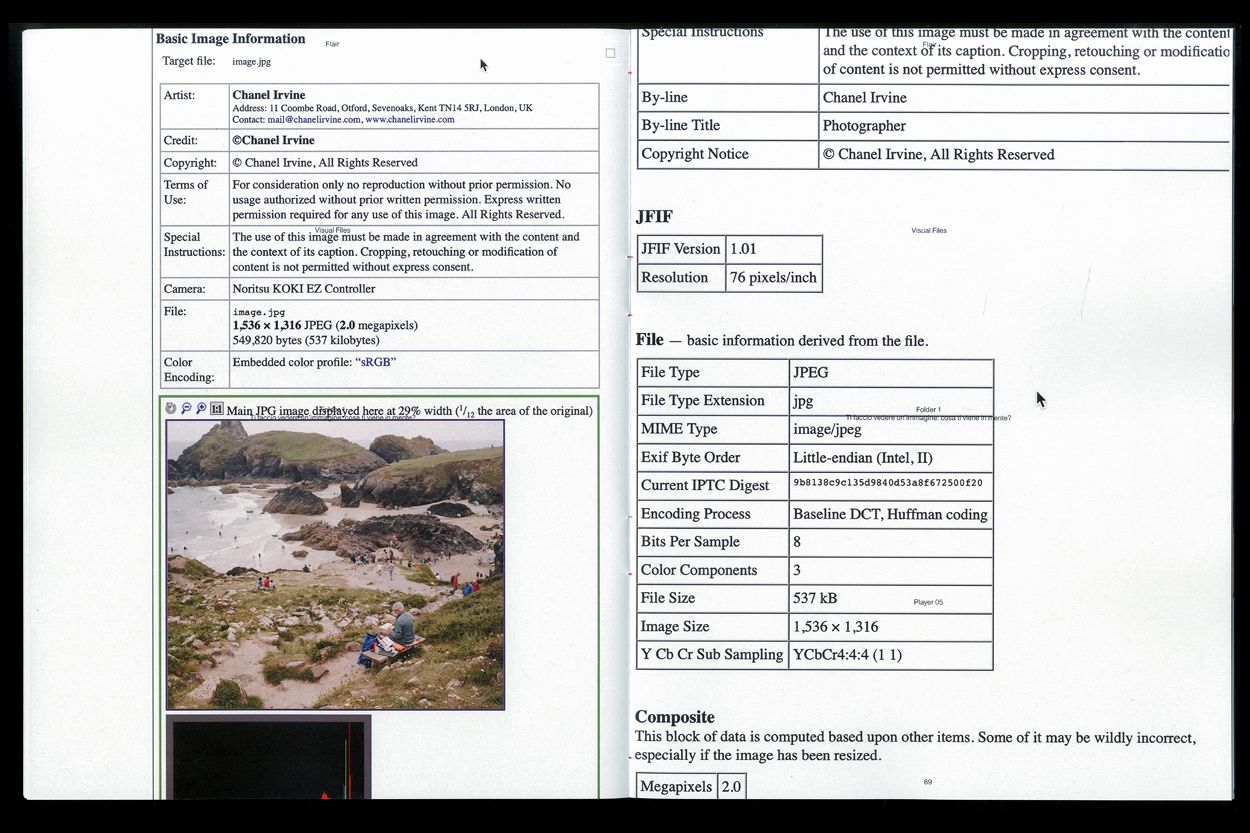 Basic Image Information
Flair
Target file: image.jpg
Artist: Chanel Irvine
Address: 11 Coombe Road, Otford, Sevenoaks, Kent TN14 5RJ, London, UK
Contact: mail@chanelirvine.com, www.chanelirvine.com
Credit: ©Chanel Irvine
Copyright: © Chanel Irvine, All Rights Reserved
Terms of Use: For consideration only no reproduction without prior permission. No
usage authorized without prior written permission. Express written
permission required for any use of this image. All Rights Reserved.
Visual Files
Special Instructions: The use of this image must be made in agreement with the content and
the context of its caption. Cropping, retouching or modification of
content is not permitted without express consent.
Camera: Noritsu KOKI EZ Controller
File: image.jpg
1,536 × 1,316 JPEG (2.0 megapixels)
549,820 bytes (537 kilobytes)
Color Encoding: Embedded color profile: “sRGB”
1:1 Main JPG image displayed here at 29% width (1/12 the area of the original)
Ti faccio vedere un immagine: cosa ti viene in mente?
Special Instructions The use of this image must be made in agreement with the content
Flair
and the context of its caption. Cropping, retouching or modificatio
of content is not permitted without express consent.
By-line Chanel Irvine
By-line Title Photographer
Copyright Notice © Chanel Irvine, All Rights Reserved
JFIF
Visual Files
JFIF Version 1.01
Resolution 76 pixels/inch
File — basic information derived from the file.
File Type JPEG
File Type Extension jpg
Folder 1
Ti faccio vedere un immagine: cosa ti viene in mente?
MIME Type image/jpeg
Exif Byte Order Little-endian (Intel, II)
Current IPTC Digest 9b8138c9c135d9840d53a8f672500f20
Encoding Process Baseline DCT, Huffman coding
Bits Per Sample 8
Color Components 3
File Size 537 kB
Player 05
Image Size 1,536 × 1,316
Y Cb Cr Sub Sampling YCbCr4:4:4 (1 1)
Composite
This block of data is computed based upon other items. Some of it may be wildly incorrect,
especially if the image has been resized.
Megapixels 2.0
69